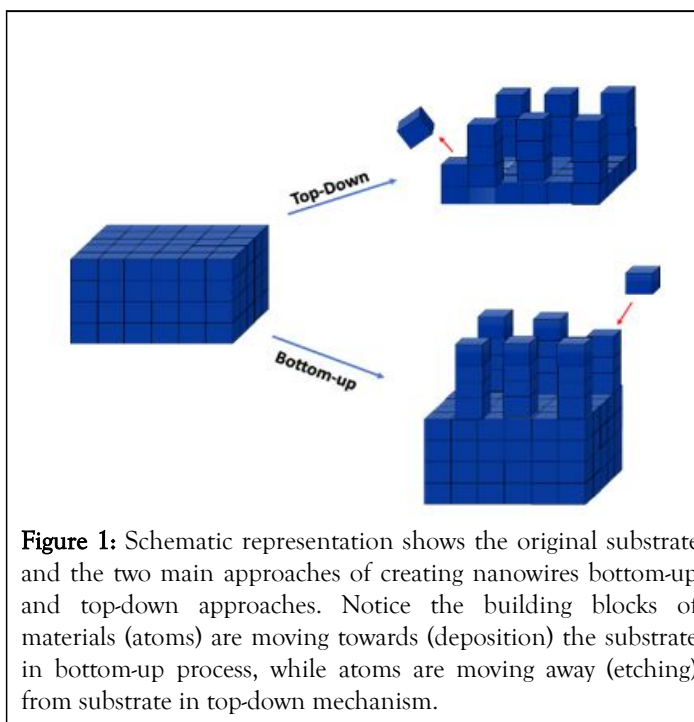 Top-Down
Bottom-up
Figure 1: Schematic representation shows the original substrate
and the two main approaches of creating nanowires bottom-up
and top-down approaches. Notice the building blocks of
materials (atoms) are moving towards (deposition) the substrate
in bottom-up process, while atoms are moving away (etching)
from substrate in top-down mechanism.